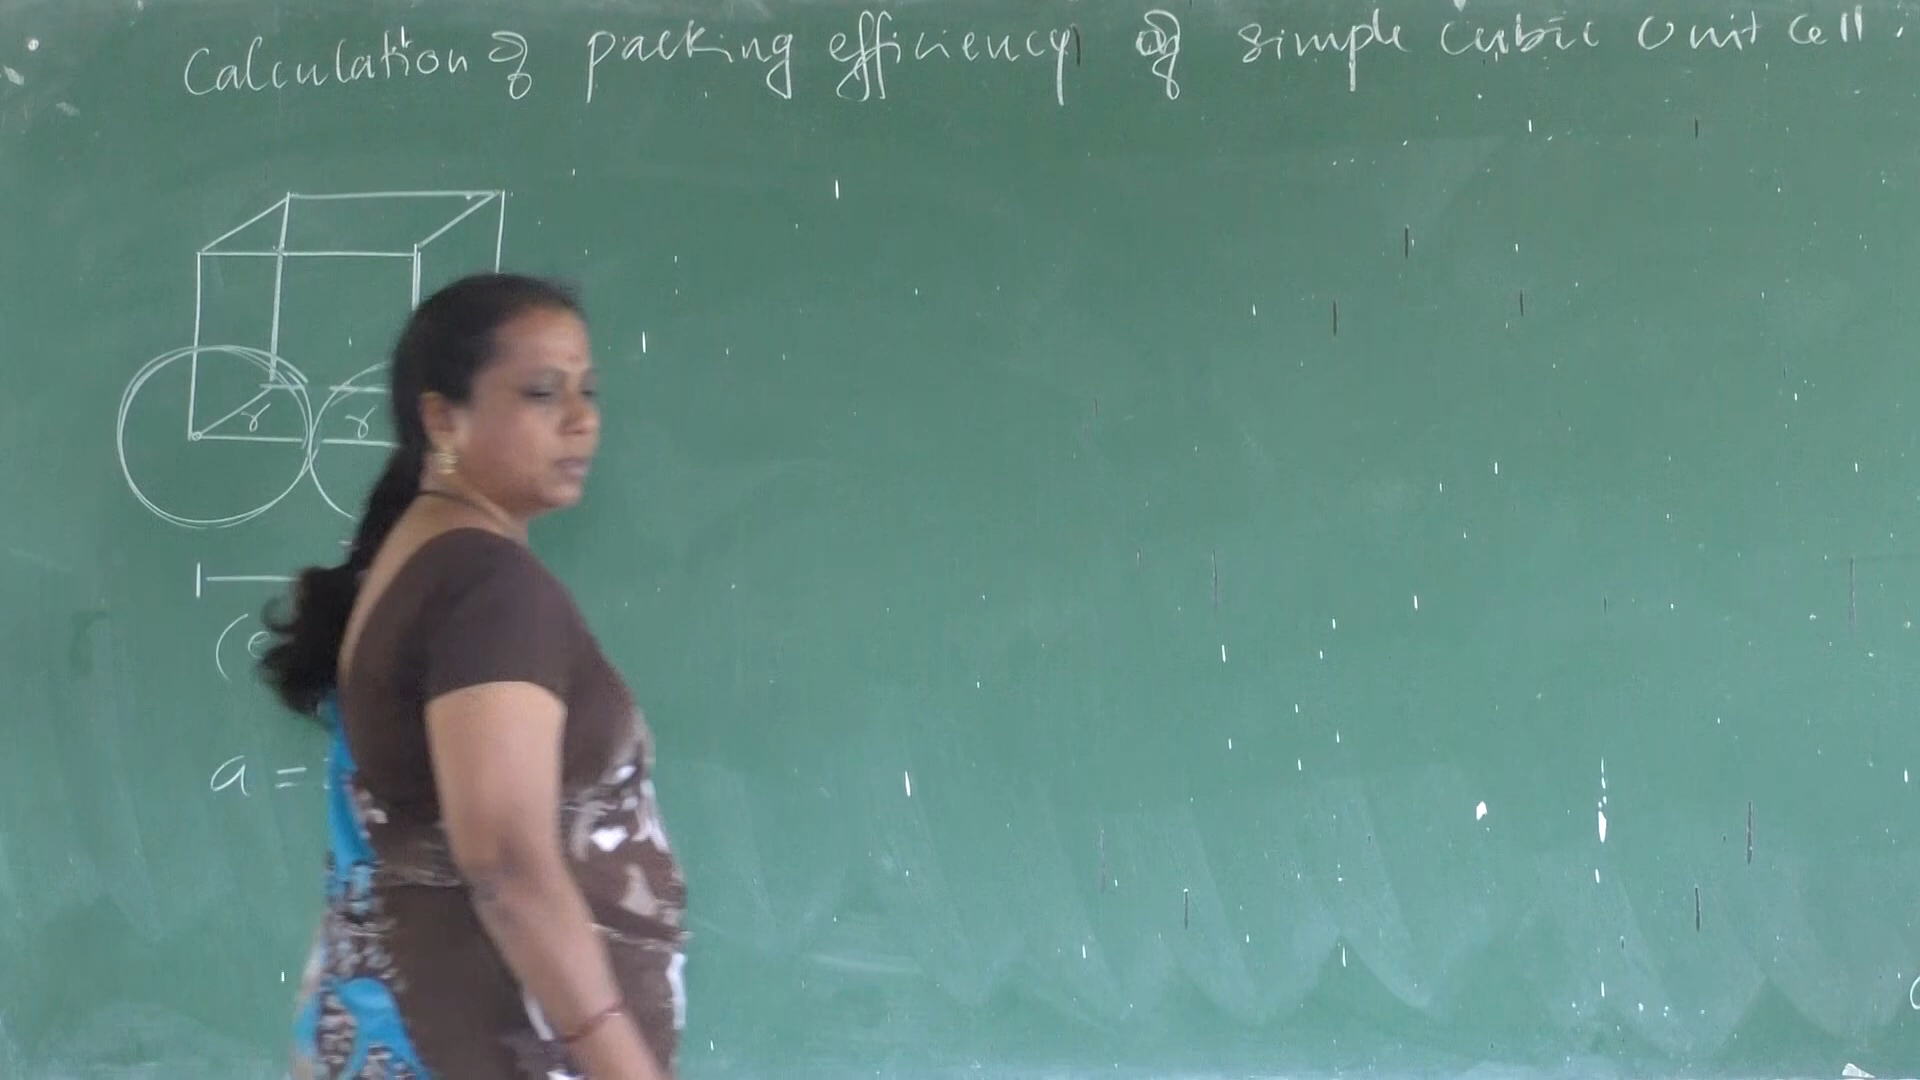 Calculation of packing efficiency of simple cubic unit cell.
r r
a =